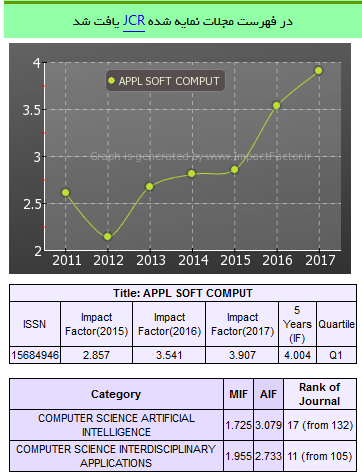 در فهرست مجلات نمایه شده JCR یافت شد
4
APPL SOFT COMPUT
3.5
3
Graph is generated by www.ImpactFactor.ir
2.5
2
2011 2012 2013 2014 2015 2016 2017
Title: APPL SOFT COMPUT
ISSN Impact Factor(2015) Impact Factor(2016) Impact Factor(2017) 5 Years (IF) Quartile
15684946 2.857 3.541 3.907 4.004 Q1
Category MIF AIF Rank of Journal
COMPUTER SCIENCE ARTIFICIAL
INTELLIGENCE 1.725 3.079 17 (from 132)
COMPUTER SCIENCE INTERDISCIPLINARY
APPLICATIONS 1.955 2.733 11 (from 105)